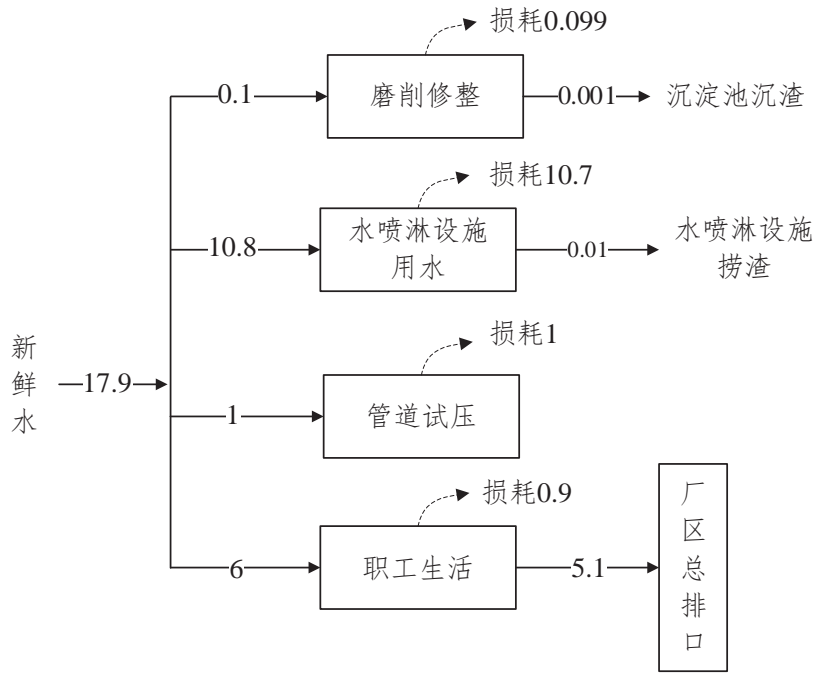 损耗0.099
0.1
磨削修整
0.001
沉淀池沉渣
损耗10.7
10.8
水喷淋设施
用水
0.01
水喷淋设施
捞渣
新
鲜
水
17.9
损耗1
1
管道试压
损耗0.9
6
职工生活
5.1
厂
区
总
排
口